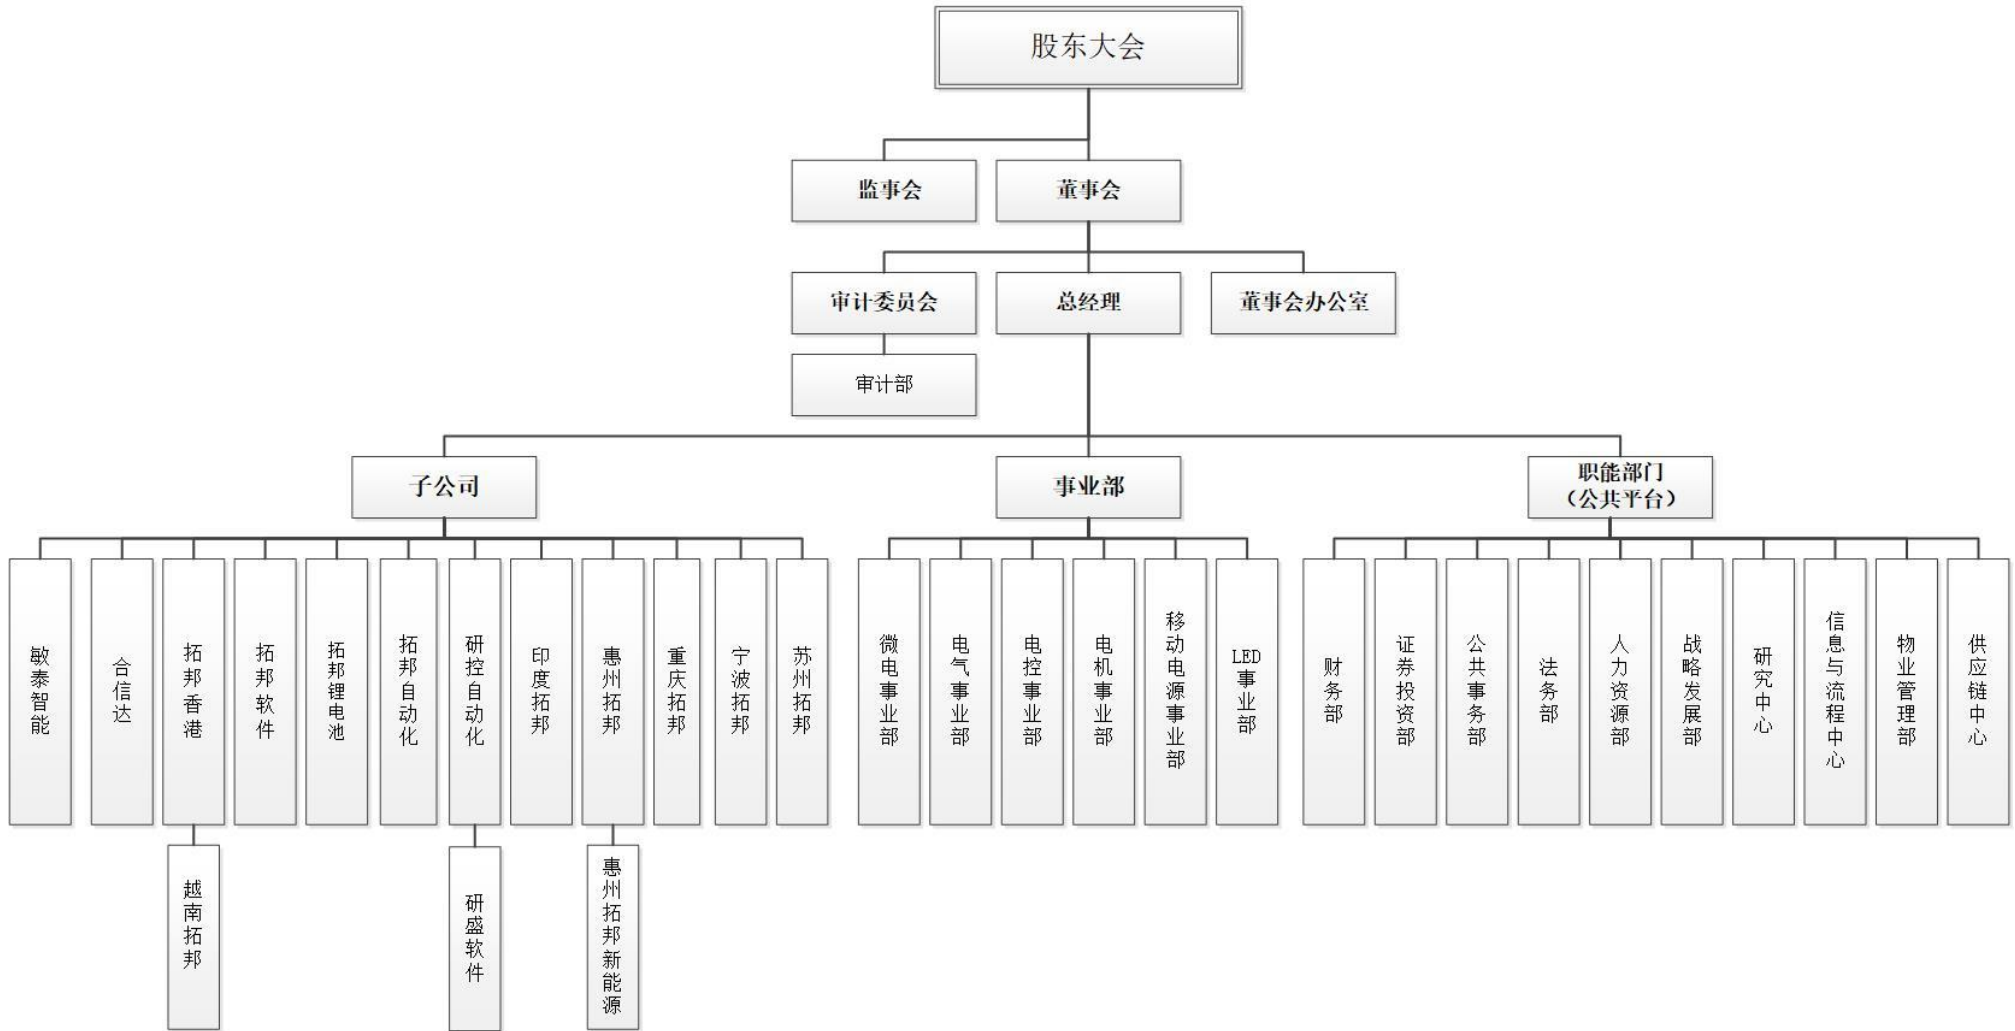 股东大会
监事会
董事会
审计委员会
总经理
董事会办公室
审计部
子公司
事业部
职能部门
（公共平台）
敏泰智能
合信达
拓邦香港
拓邦软件
拓邦锂电池
拓邦自动化
研控自动化
印度拓邦
惠州拓邦
重庆拓邦
宁波拓邦
苏州拓邦
微电事业部
电气事业部
电控事业部
电机事业部
移动电源事业部
LED事业部
财务部
证券投资部
公共事务部
法务部
人力资源部
战略发展部
研究中心
信息与流程中心
物业管理部
供应链中心
越南拓邦
研盛软件
惠州拓邦新能源